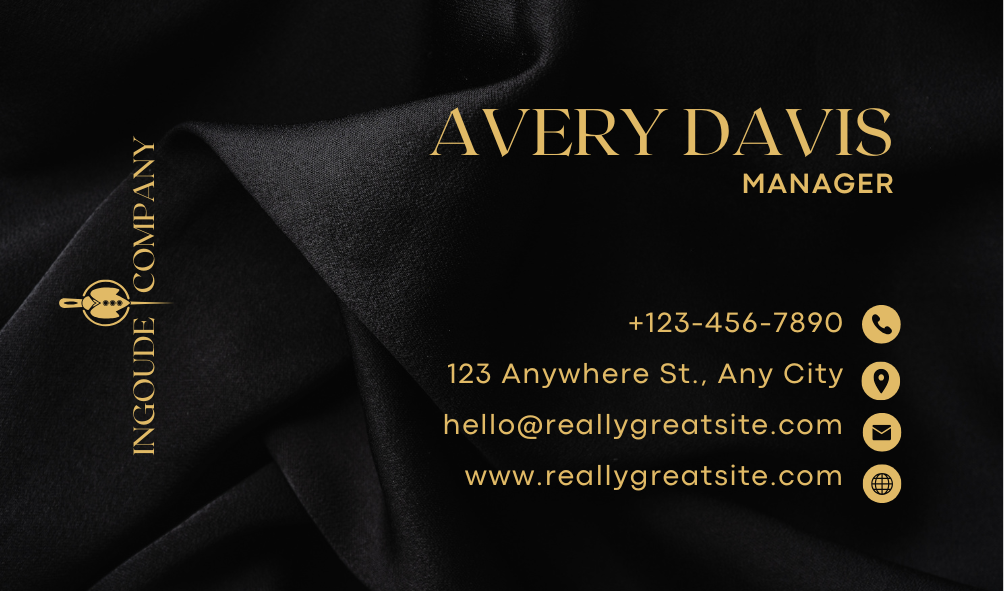 AVERY DAVIS
MANAGER
INGOUDE COMPANY
+123-456-7890
123 Anywhere St., Any City
hello@reallygreatsite.com
www.reallygreatsite.com